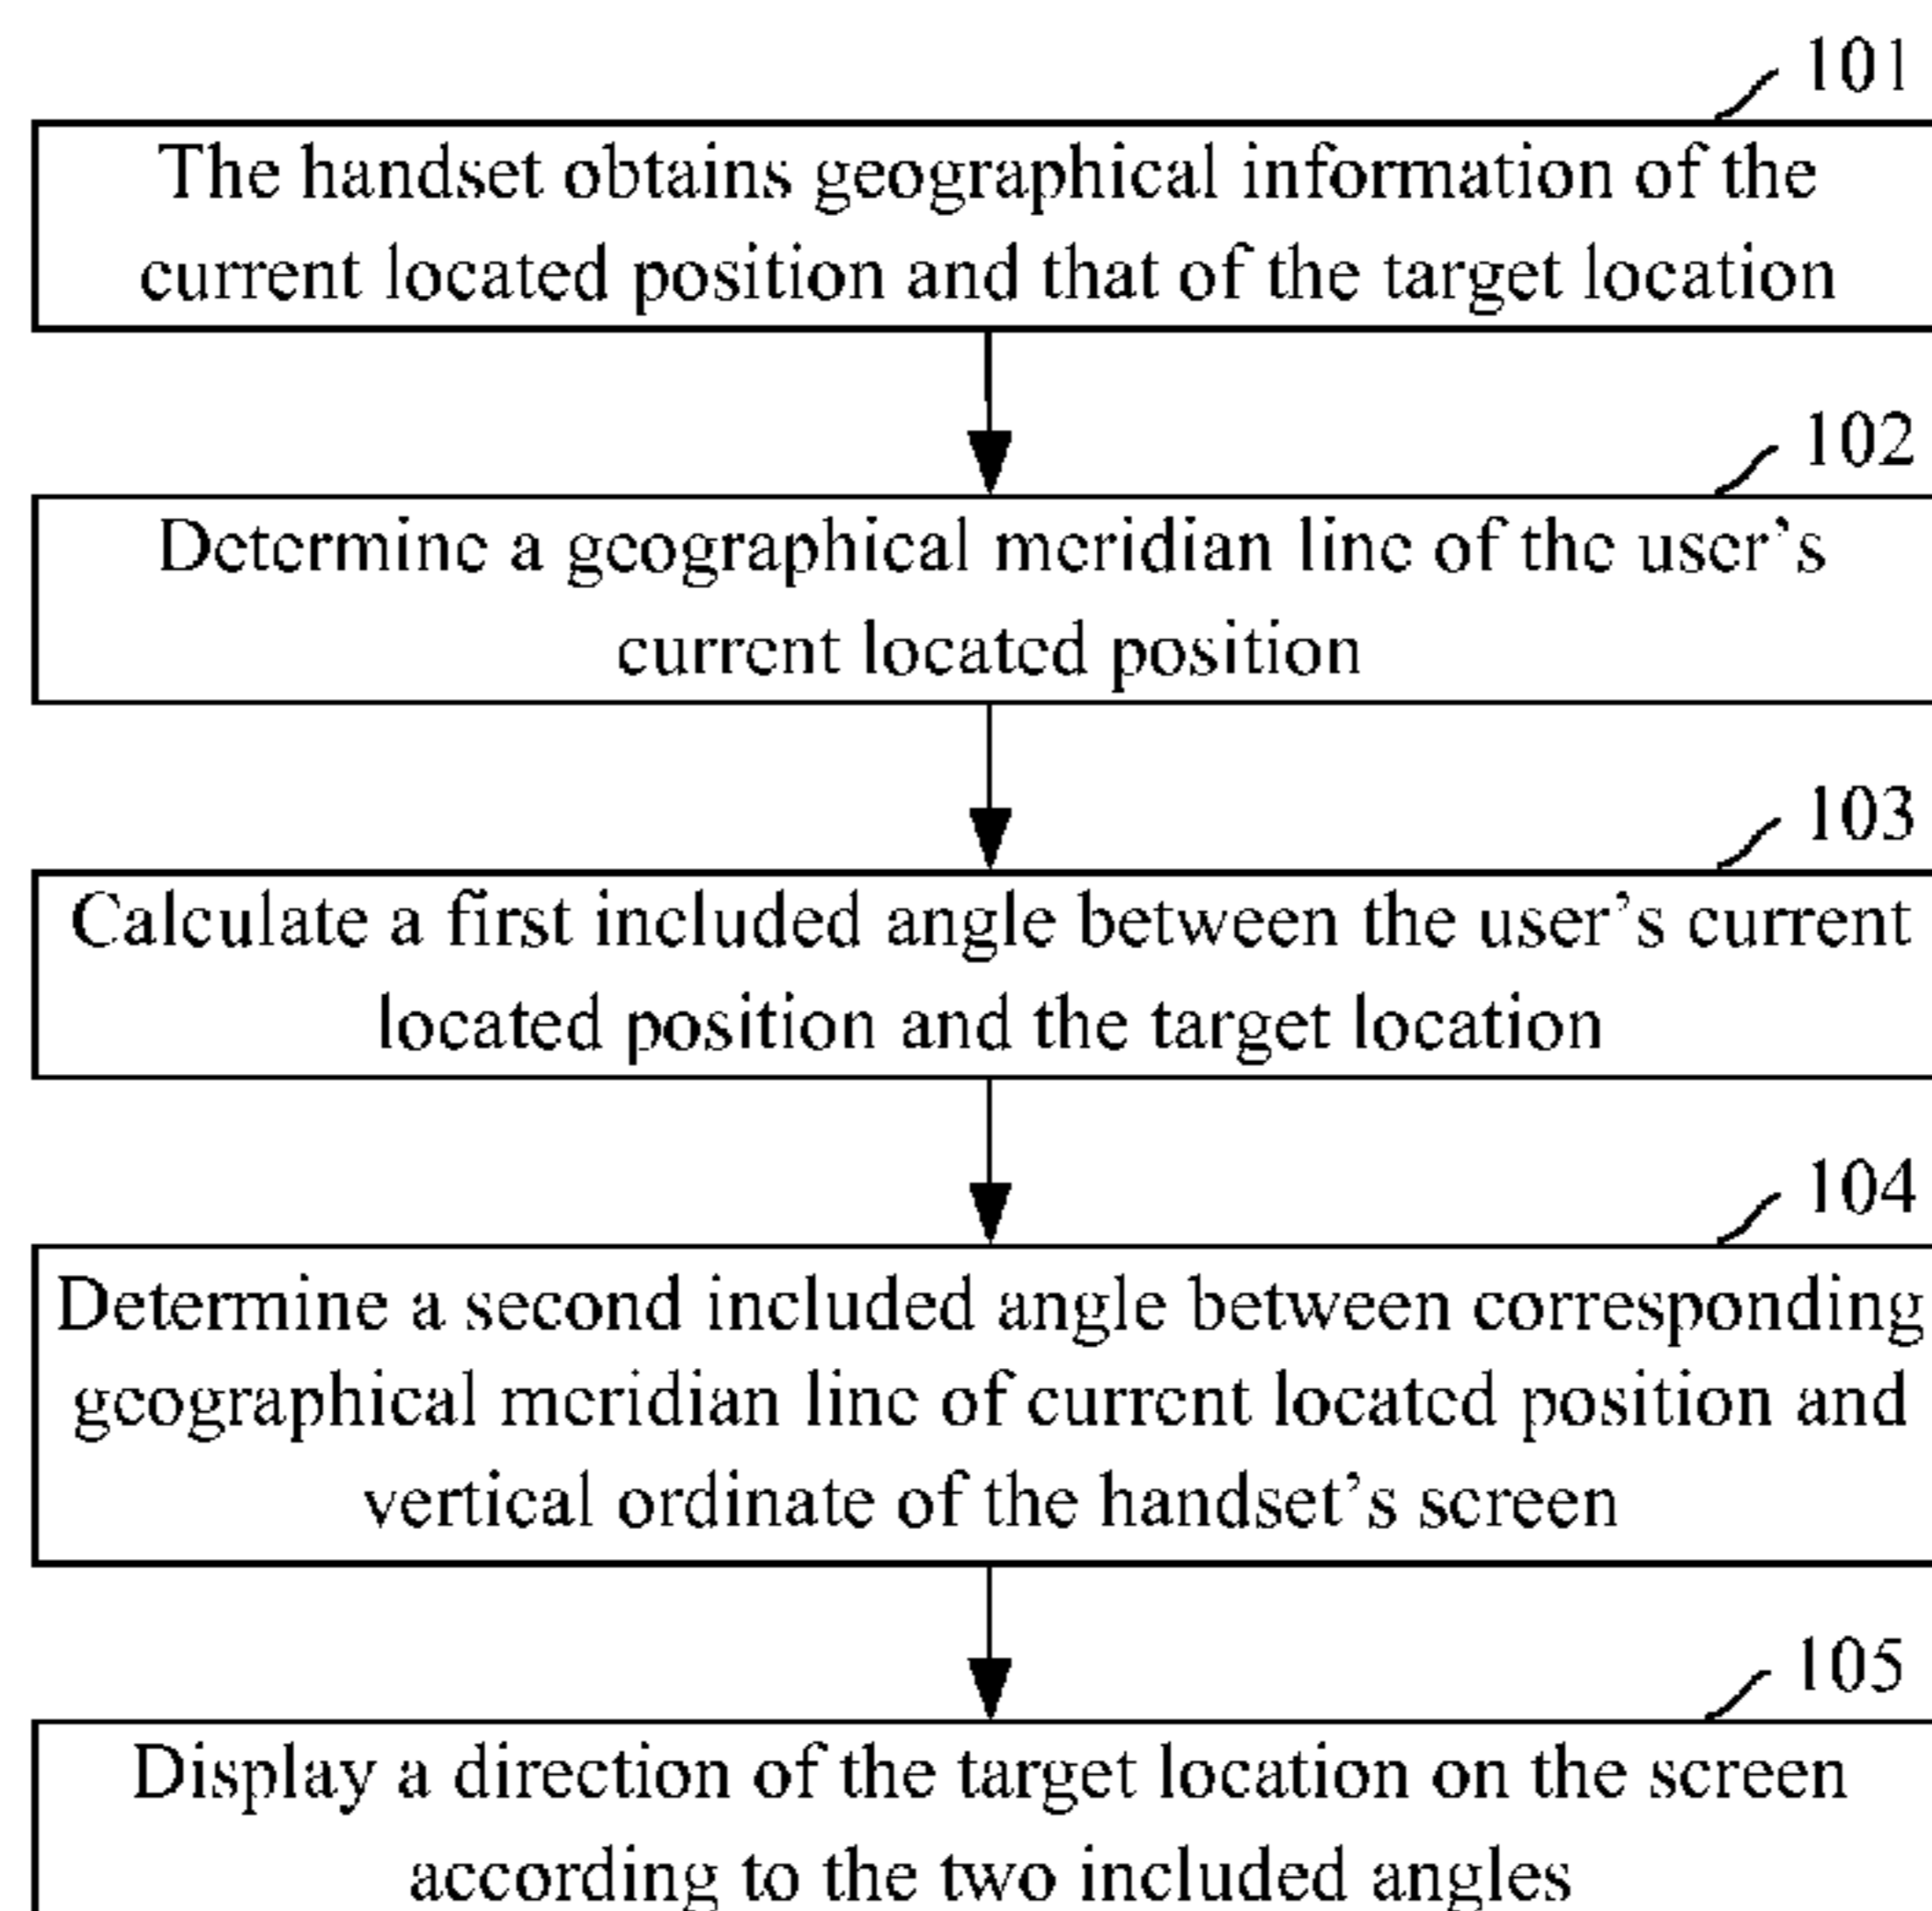 101
The handset obtains geographical information of the
current located position and that of the target location
102
Determine a geographical meridian line of the user's
current located position
103
Calculate a first included angle between the user's current
located position and the target location
104
Determine a second included angle between corresponding
geographical meridian line of current located position and
vertical ordinate of the handset's screen
105
Display a direction of the target location on the screen
according to the two included angles